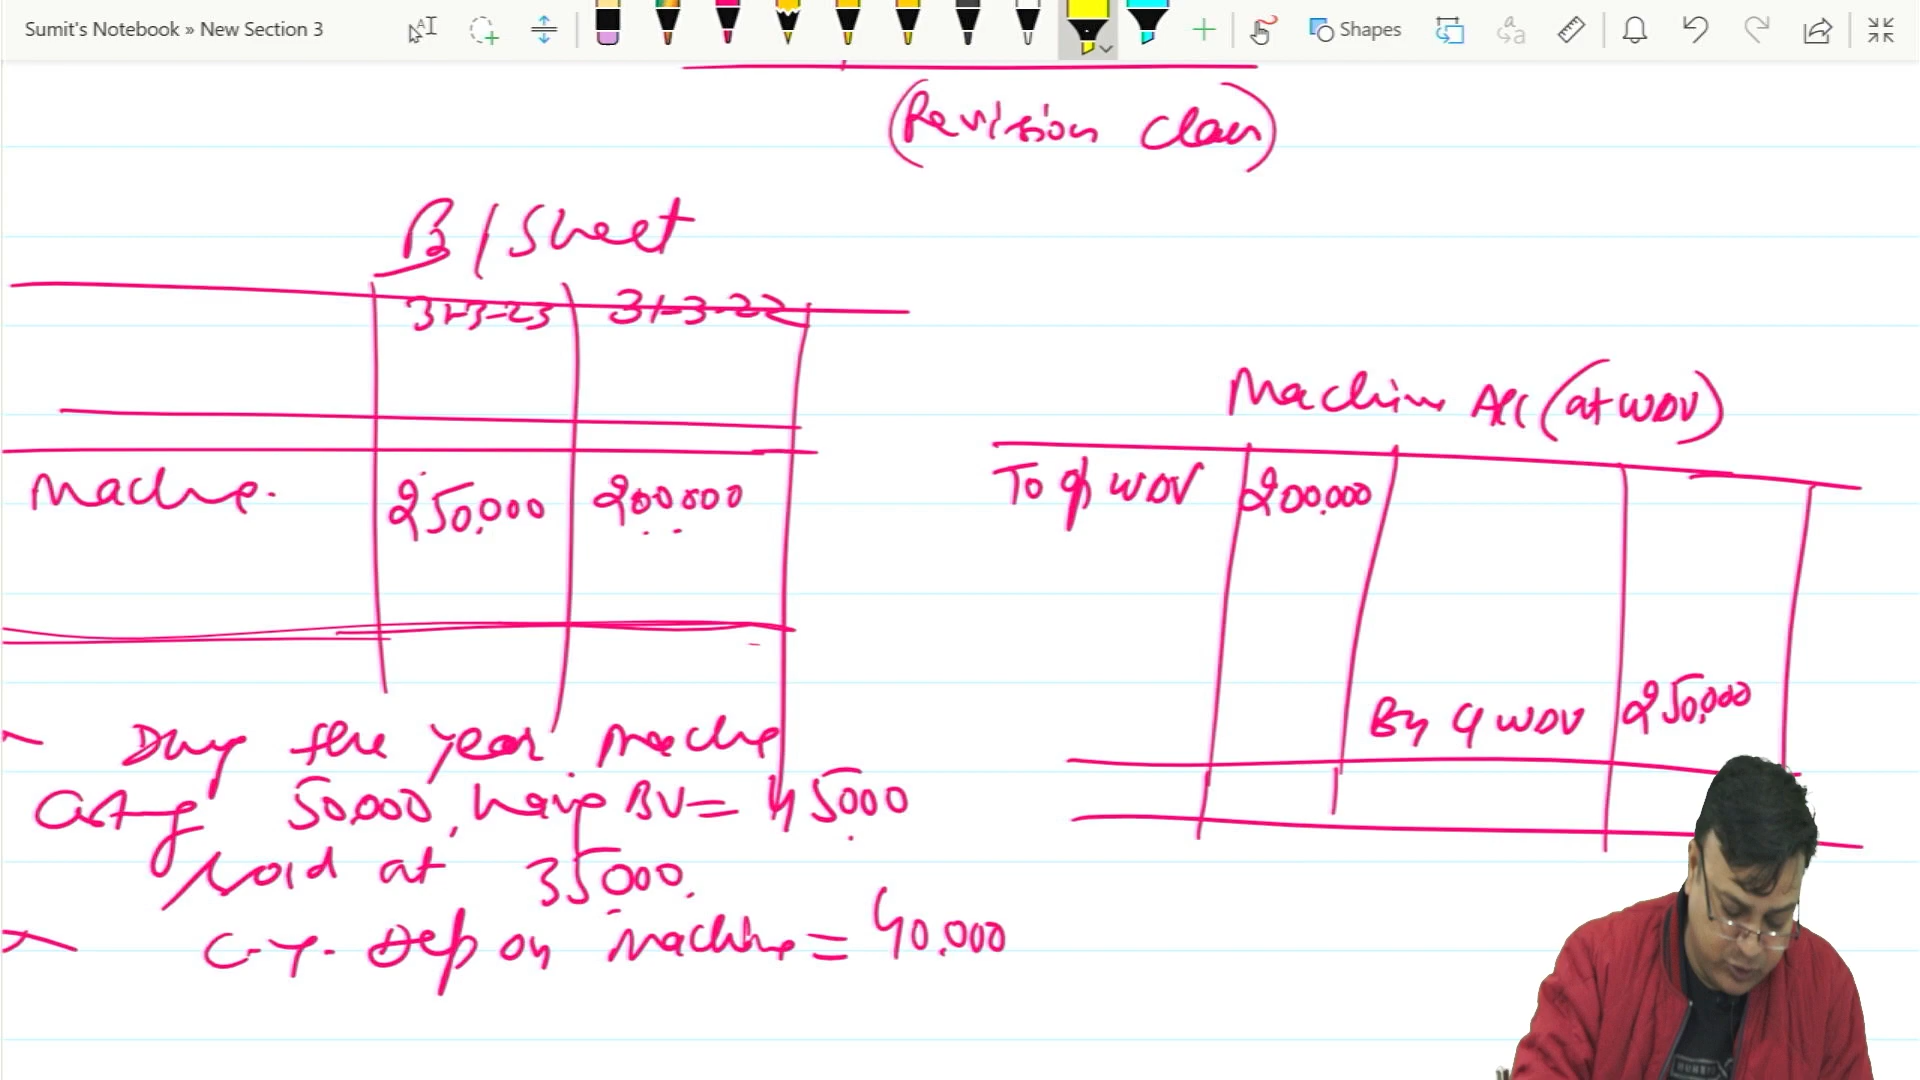 Sumit's Notebook » New Section 3
Shapes
(Revision Class)
B/Sheet
31-3-23 31-3-22
Machine. 250,000 200,000
Machine A/c (at WDV)
To WDV 200,000
By WDV 250,000
During the year machine
Costing 50,000, having BV = 45000
sold at 35000.
C.Y. Dep on machine = 40,000